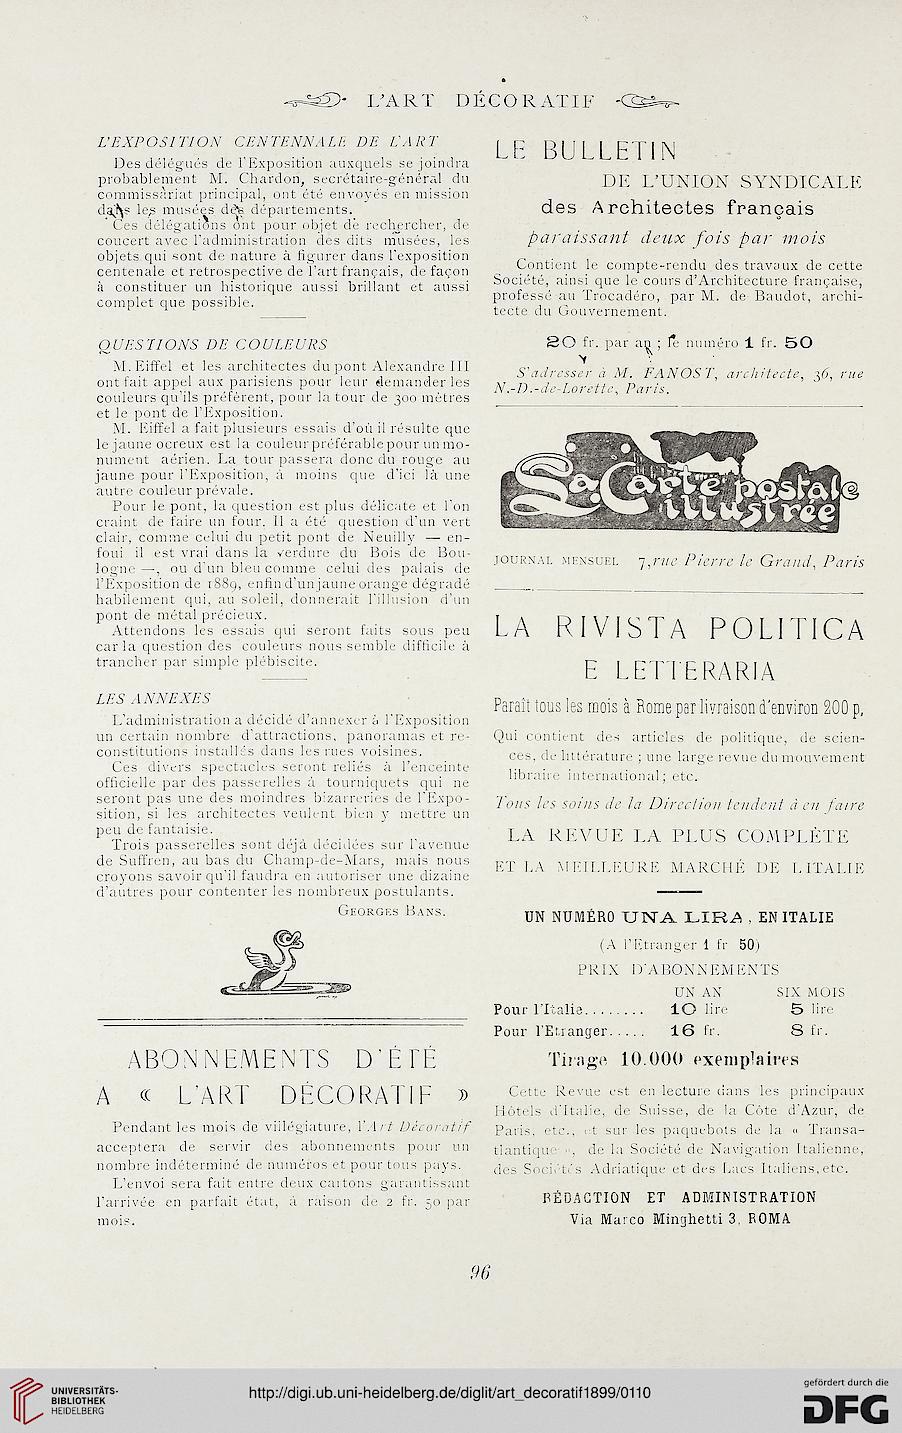 L'ART DÉCORATIF
L'EXPOSITION CENTENNALE DE L'ART
Des délégués de l'Exposition auxquels se joindra
probablement M. Chardon, secrétaire-général du
commissariat principal, ont été envoyés en mission
dans les musées des départements.
Ces délégations ont pour objet de rechercher, de
concert avec l'administration des dits musées, les
objets qui sont de nature à figurer dans l'exposition
centenale et retrospective de l'art français, de façon
à constituer un historique aussi brillant et aussi
complet que possible.
QUESTIONS DE COULEURS
M. Eiffel et les architectes du pont Alexandre III
ont fait appel aux parisiens pour leur demander les
couleurs qu'ils préfèrent, pour la tour de 300 mètres
et le pont de l'Exposition.
M. Eiffel a fait plusieurs essais d'où il résulte que
le jaune ocreux est la couleur préférable pour un mo-
nument aérien. La tour passera donc du rouge au
jaune pour l'Exposition, à moins que d'ici là une
autre couleur prévale.
Pour le pont, la question est plus délicate et l'on
craint de faire un four. Il a été question d'un vert
clair, comme celui du petit pont de Neuilly — en-
foui il est vrai dans la verdure du Bois de Bou-
logne —, ou d'un bleu comme celui des palais de
l'Exposition de 1889, enfin d'un jaune orange dégradé
habilement qui, au soleil, donnerait l'illusion d'un
pont de métal précieux.
Attendons les essais qui seront faits sous peu
car la question des couleurs nous semble difficile à
trancher par simple plébiscite.
LES ANNEXES
L'administration a décidé d'annexer à l'Exposition
un certain nombre d'attractions, panoramas et re-
constitutions installés dans les rues voisines.
Ces divers spectacles seront reliés à l'enceinte
officielle par des passerelles à tourniquets qui ne
seront pas une des moindres bizarreries de l'Expo-
sition, si les architectes veulent bien y mettre un
peu de fantaisie.
Trois passerelles sont déjà décidées sur l'avenue
de Suffren, au bas du Champ-de-Mars, mais nous
croyons savoir qu'il faudra en autoriser une dizaine
d'autres pour contenter les nombreux postulants.
GEORGES BANS.
ABONNEMENTS D'ÉTÉ
A « L'ART DÉCORATIF »
Pendant les mois de villégiature, l'Art Décoratif
acceptera de servir des abonnements pour un
nombre indéterminé de numéros et pour tous pays.
L'envoi sera fait entre deux cartons garantissant
l'arrivée en parfait état, à raison de 2 fr. 50 par
mois.
LE BULLETIN
DE L'UNION SYNDICALE
des Architectes français
paraissant deux fois par mois
Contient le compte-rendu des travaux de cette
Société, ainsi que le cours d'Architecture française,
professé au Trocadéro, par M. de Baudot, archi-
tecte du Gouvernement.
20 fr. par an ; le numéro 1 fr. 50
S'adresser à M. FANOST, architecte, 36, rue
N.-D.-de-Lorette, Paris.
La Carte postale
illustrée
JOURNAL MENSUEL 7, rue Pierre le Grand, Paris
LA RIVISTA POLITICA
E LETTERARIA
Paraît tous les mois à Rome par livraison d'environ 200 p,
Qui contient des articles de politique, de scien-
ces, de littérature ; une large revue du mouvement
libraire international ; etc.
Tous les soins de la Direction tendent à en faire
LA REVUE LA PLUS COMPLÈTE
ET LA MEILLEURE MARCHÉ DE L'ITALIE
UN NUMÉRO UNA LIRA, EN ITALIE
(A l'Etranger 1 fr 50)
PRIX D'ABONNEMENTS
UN AN SIX MOIS
Pour l'Italie........ 10 lire 5 lire
Pour l'Etranger..... 16 fr. 8 fr.
Tirage 10.000 exemplaires
Cette Revue est en lecture dans les principaux
Hôtels d'Italie, de Suisse, de la Côte d'Azur, de
Paris, etc., et sur les paquebots de la « Transa-
tlantique », de la Société de Navigation Italienne,
des Sociétés Adriatique et des Lacs Italiens, etc.
RÉDACTION ET ADMINISTRATION
Via Marco Minghetti 3, ROMA
96
UNIVERSITÄTS-
BIBLIOTHEK
HEIDELBERG
http://digi.ub.uni-heidelberg.de/diglit/art_decoratif1899/0110
gefördert durch die
DFG